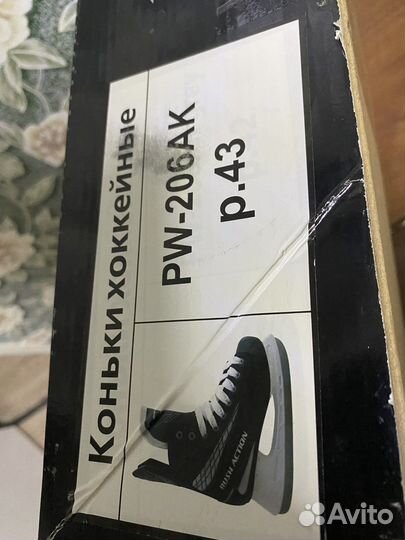 Коньки хоккейные
PW-206AK
р.43
RUSH ACTION
Avito